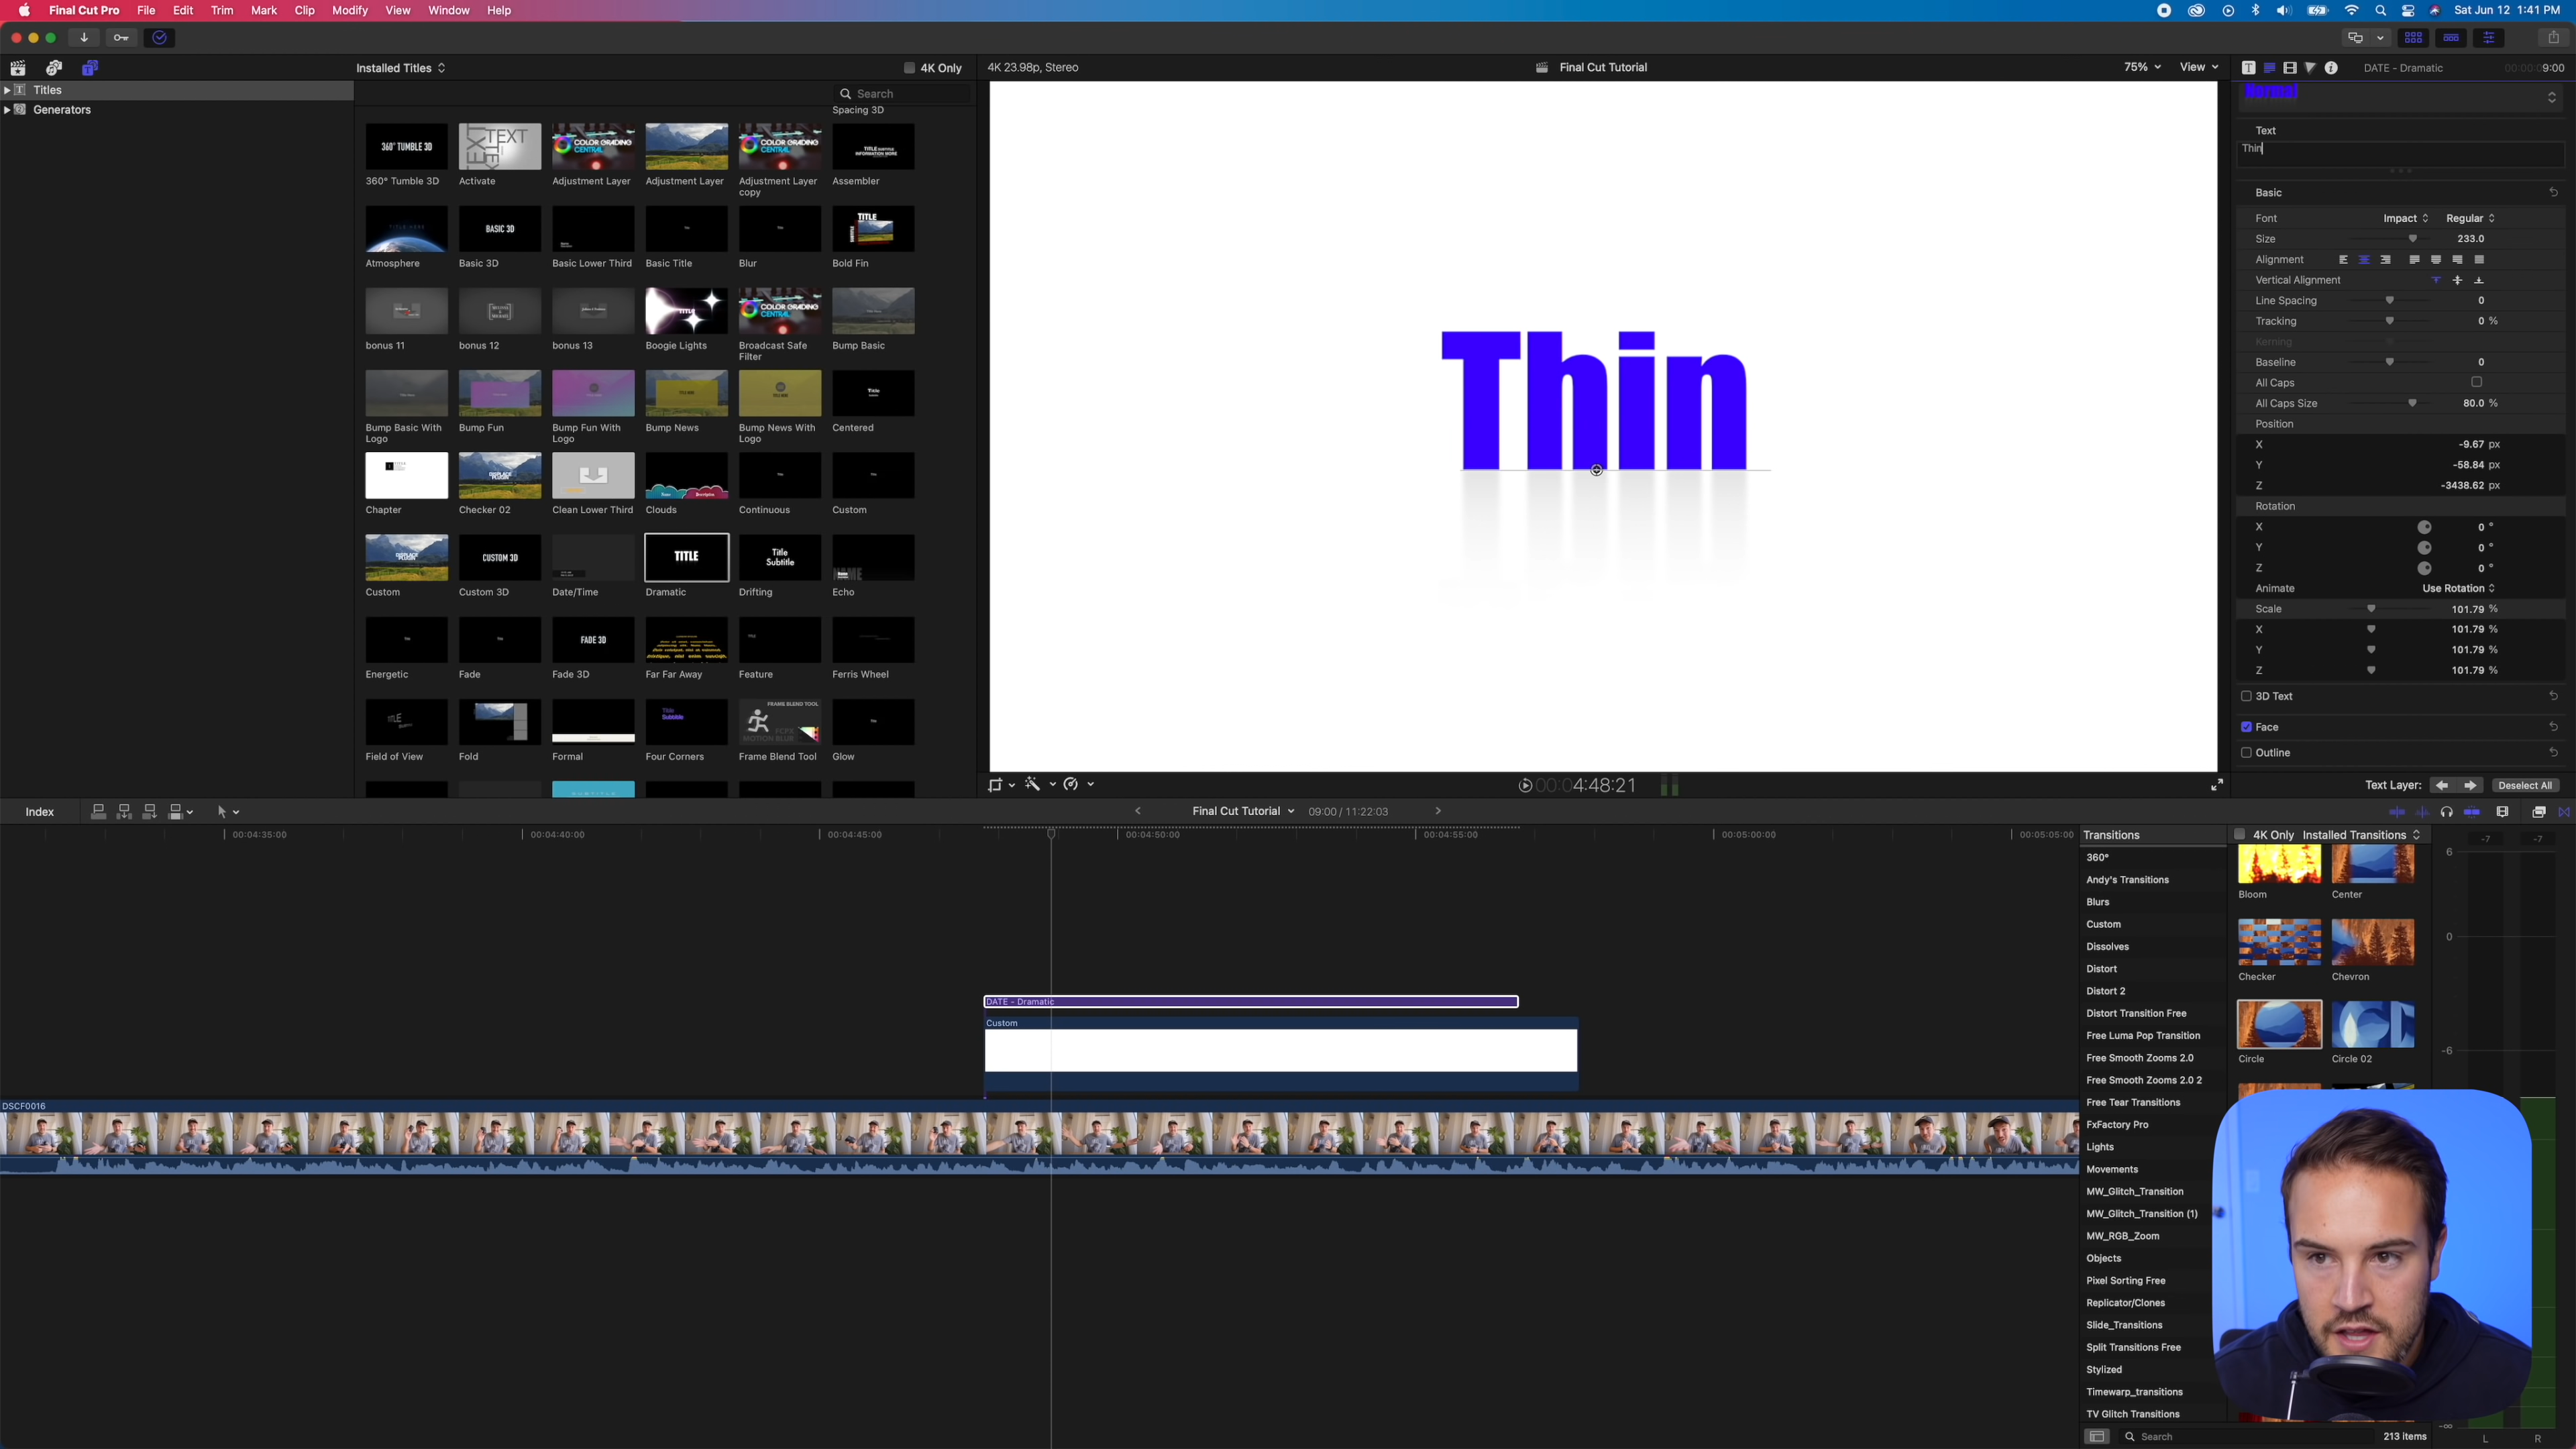 Final Cut Pro File Edit Trim Mark Clip Modify View Window Help
Sat Jun 12 1:41 PM
Installed Titles
4K Only
4K 23.98p, Stereo
Final Cut Tutorial
75%
View
DATE - Dramatic
00:00:09:00
Titles
Generators
Search
Spacing 3D
360° TUMBLE 3D
TEXT
COLOR GRADING CENTRAL
COLOR GRADING CENTRAL
360° Tumble 3D
Activate
Adjustment Layer
Adjustment Layer
Adjustment Layer copy
Assembler
BASIC 3D
TITLE
Atmosphere
Basic 3D
Basic Lower Third
Basic Title
Blur
Bold Fin
COLOR GRADING CENTRAL
bonus 11
bonus 12
bonus 13
Boogie Lights
Broadcast Safe Filter
Bump Basic
Bump Basic With Logo
Bump Fun
Bump Fun With Logo
Bump News
Bump News With Logo
Centered
Chapter
Checker 02
Clean Lower Third
Clouds
Continuous
Custom
CUSTOM 3D
TITLE
Title
Subtitle
Custom
Custom 3D
Date/Time
Dramatic
Drifting
Echo
FADE 3D
Energetic
Fade
Fade 3D
Far Far Away
Feature
Ferris Wheel
Title
Subtitle
FRAME BLEND TOOL
FCPX
MOTION BLUR
Field of View
Fold
Formal
Four Corners
Frame Blend Tool
Glow
Thin
00:00:4:48:21
Normal
Text
Thin
Basic
Font Impact Regular
Size 233.0
Alignment
Vertical Alignment
Line Spacing 0
Tracking 0 %
Kerning
Baseline 0
All Caps
All Caps Size 80.0 %
Position
X -9.67 px
Y -58.84 px
Z -3438.62 px
Rotation
X 0 °
Y 0 °
Z 0 °
Animate Use Rotation
Scale 101.79 %
X 101.79 %
Y 101.79 %
Z 101.79 %
3D Text
Face
Outline
Text Layer:
Deselect All
Index
Final Cut Tutorial
09:00 / 11:22:03
00:04:35:00
00:04:40:00
00:04:45:00
00:04:50:00
00:04:55:00
00:05:00:00
00:05:05:00
DATE - Dramatic
Custom
DSCF0016
Transitions
4K Only
Installed Transitions
360°
Andy's Transitions
Blurs
Custom
Dissolves
Distort
Distort 2
Distort Transition Free
Free Luma Pop Transition
Free Smooth Zooms 2.0
Free Smooth Zooms 2.0 2
Free Tear Transitions
FxFactory Pro
Lights
Movements
MW_Glitch_Transition
MW_Glitch_Transition (1)
MW_RGB_Zoom
Objects
Pixel Sorting Free
Replicator/Clones
Slide_Transitions
Split Transitions Free
Stylized
Timewarp_transitions
TV Glitch Transitions
Bloom
Center
Checker
Chevron
Circle
Circle 02
-7
-7
6
0
-6
-∞
L
R
Search
213 items